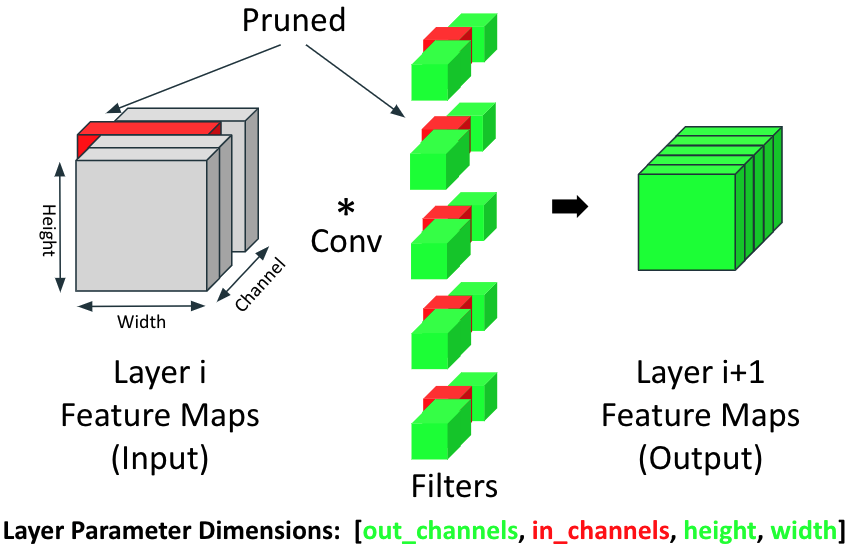 Pruned
Height
Width
Channel
*
Conv
Layer i
Feature Maps
(Input)
Filters
Layer i+1
Feature Maps
(Output)
Layer Parameter Dimensions: [out_channels, in_channels, height, width]